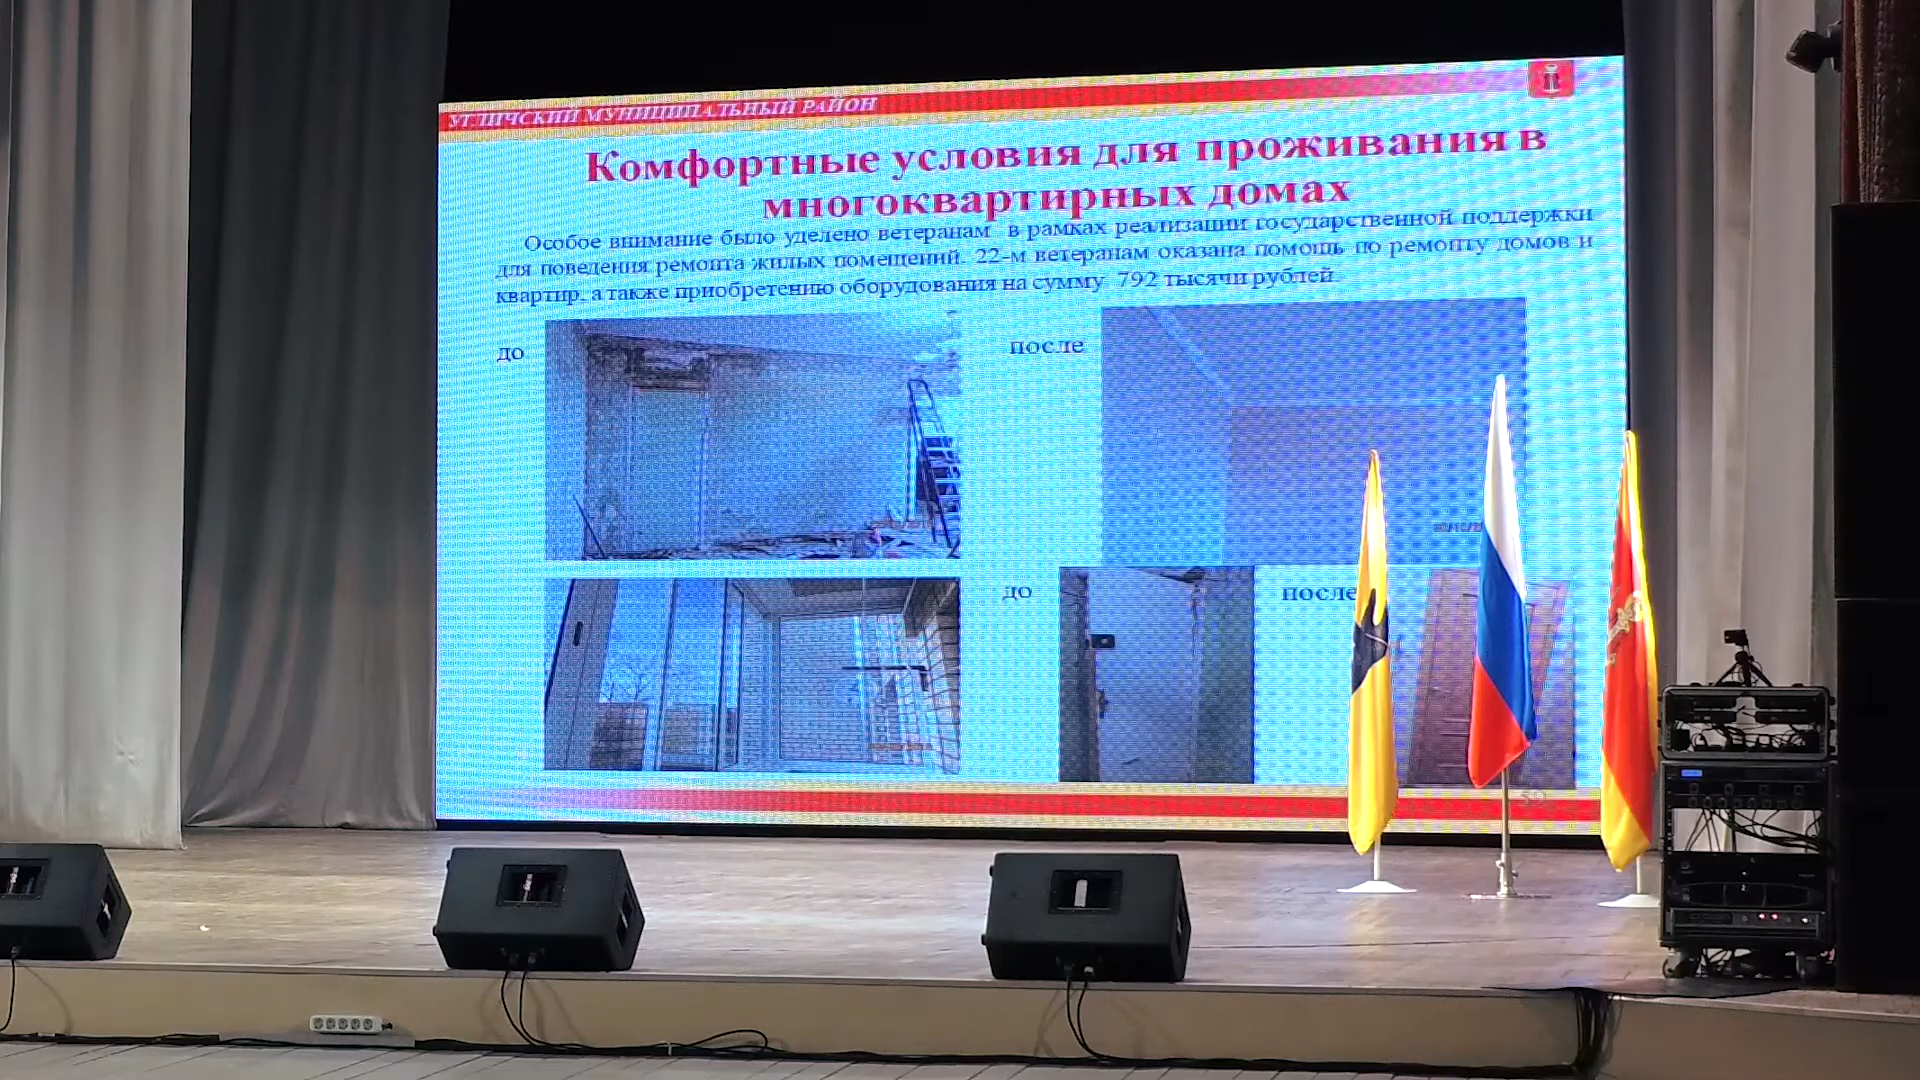 УГЛИЧСКИЙ МУНИЦИПАЛЬНЫЙ РАЙОН
Комфортные условия для проживания в
многоквартирных домах
Особое внимание было уделено ветеранам в рамках реализации государственной поддержки
для поведения ремонта жилых помещений. 22-м ветеранам оказана помощь по ремонту домов и
квартир, а также приобретению оборудования на сумму 792 тысячи рублей.
до
после
до
после
59